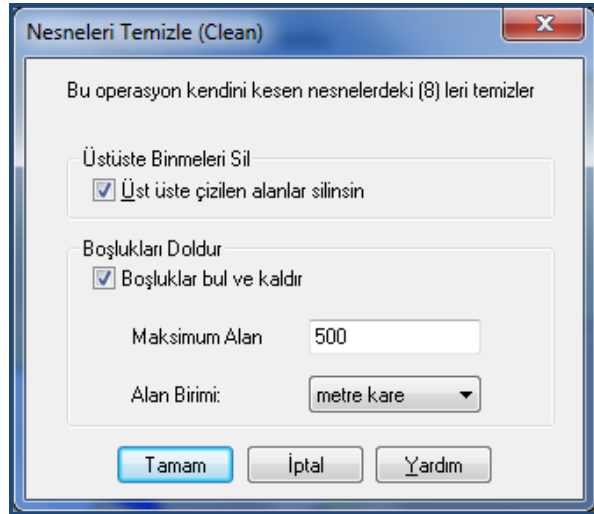 Nesneleri Temizle (Clean)
Bu operasyon kendini kesen nesnelerdeki (8) leri temizler
Üstüste Binmeleri Sil
Üst üste çizilen alanlar silinsin
Boşlukları Doldur
Boşluklar bul ve kaldır
Maksimum Alan 500
Alan Birimi: metre kare
Tamam İptal Yardım